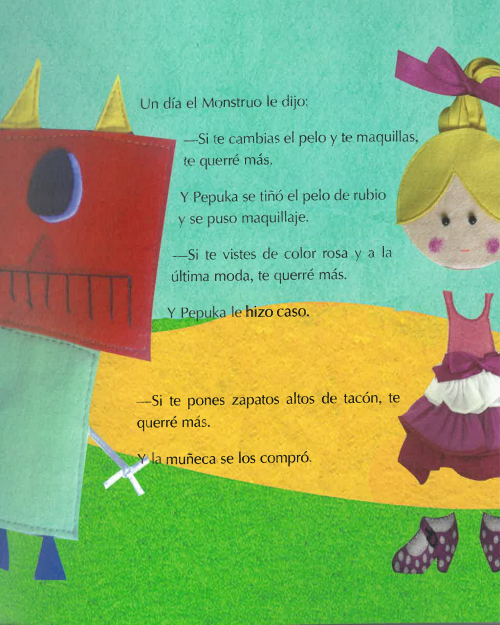 Un día el Monstruo le dijo:
—Si te cambias el pelo y te maquillas,
te querré más.
Y Pepuka se tiñó el pelo de rubio
y se puso maquillaje.
—Si te vistes de color rosa y a la
última moda, te querré más.
Y Pepuka le hizo caso.
—Si te pones zapatos altos de tacón, te
querré más.
Y la muñeca se los compró.